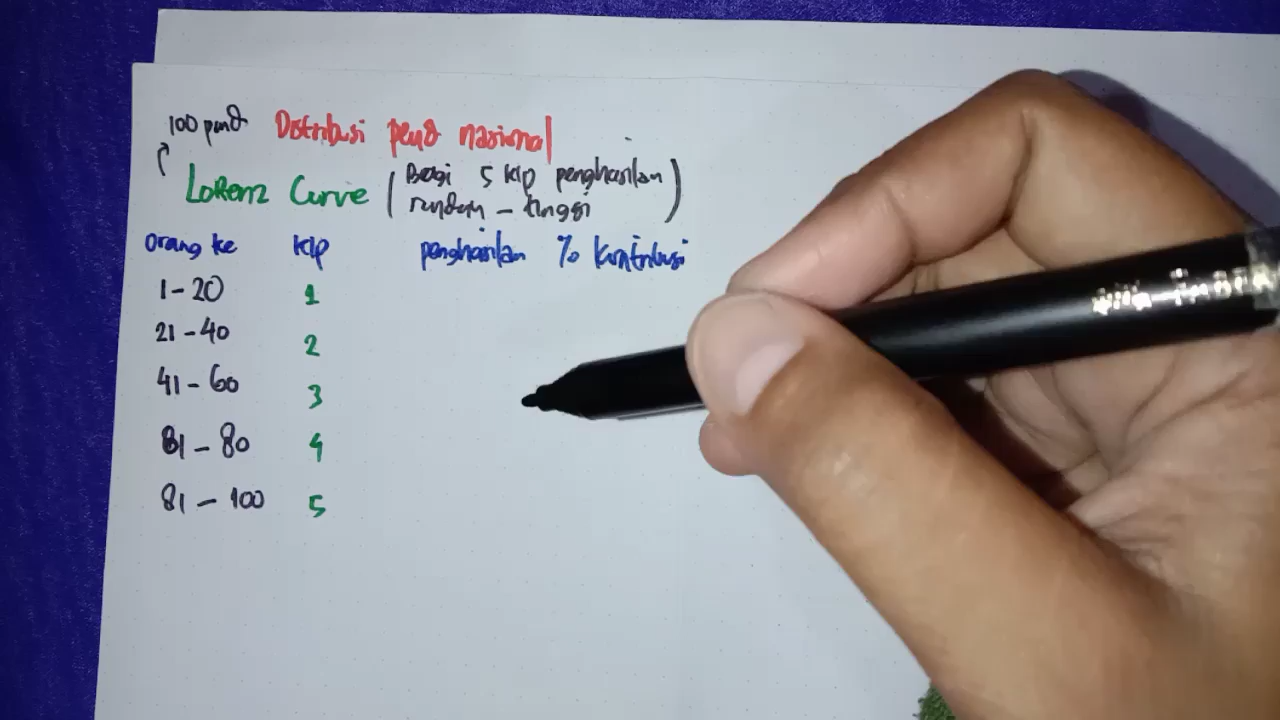 100 pend Distribusi pend nasional
Lorenz Curve (Bagi 5 klp penghasilan
rendah - tinggi)
Orang ke klp penghasilan % Kontribusi
1-20 1
21-40 2
41-60 3
81-80 4
81-100 5